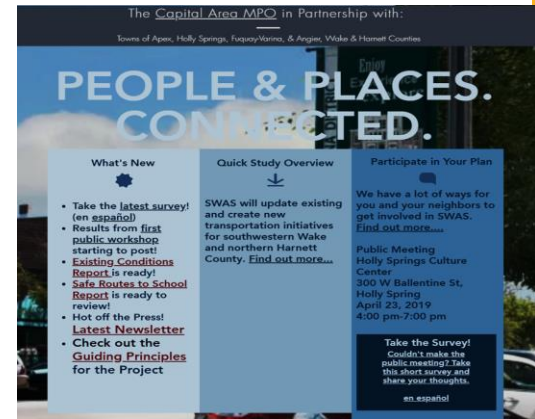 The Capital Area MPO in Partnership with:
Towns of Apex, Holly Springs, Fuquay-Varina, & Angier, Wake & Harnett Counties
PEOPLE & PLACES.
CONNECTED.
What's New
• Take the latest survey!
(en español)
• Results from first
public workshop
starting to post!
• Existing Conditions
Report is ready!
• Safe Routes to School
Report is ready to
review!
• Hot off the Press!
Latest Newsletter
• Check out the
Guiding Principles
for the Project
Quick Study Overview
SWAS will update existing
and create new
transportation initiatives
for southwestern Wake
and northern Harnett
County. Find out more...
Participate in Your Plan
We have a lot of ways for
you and your neighbors to
get involved in SWAS.
Find out more....
Public Meeting
Holly Springs Culture
Center
300 W Ballentine St,
Holly Spring
April 23, 2019
4:00 pm-7:00 pm
Take the Survey!
Couldn't make the
public meeting? Take
this short survey and
share your thoughts.
en español
Enjoy